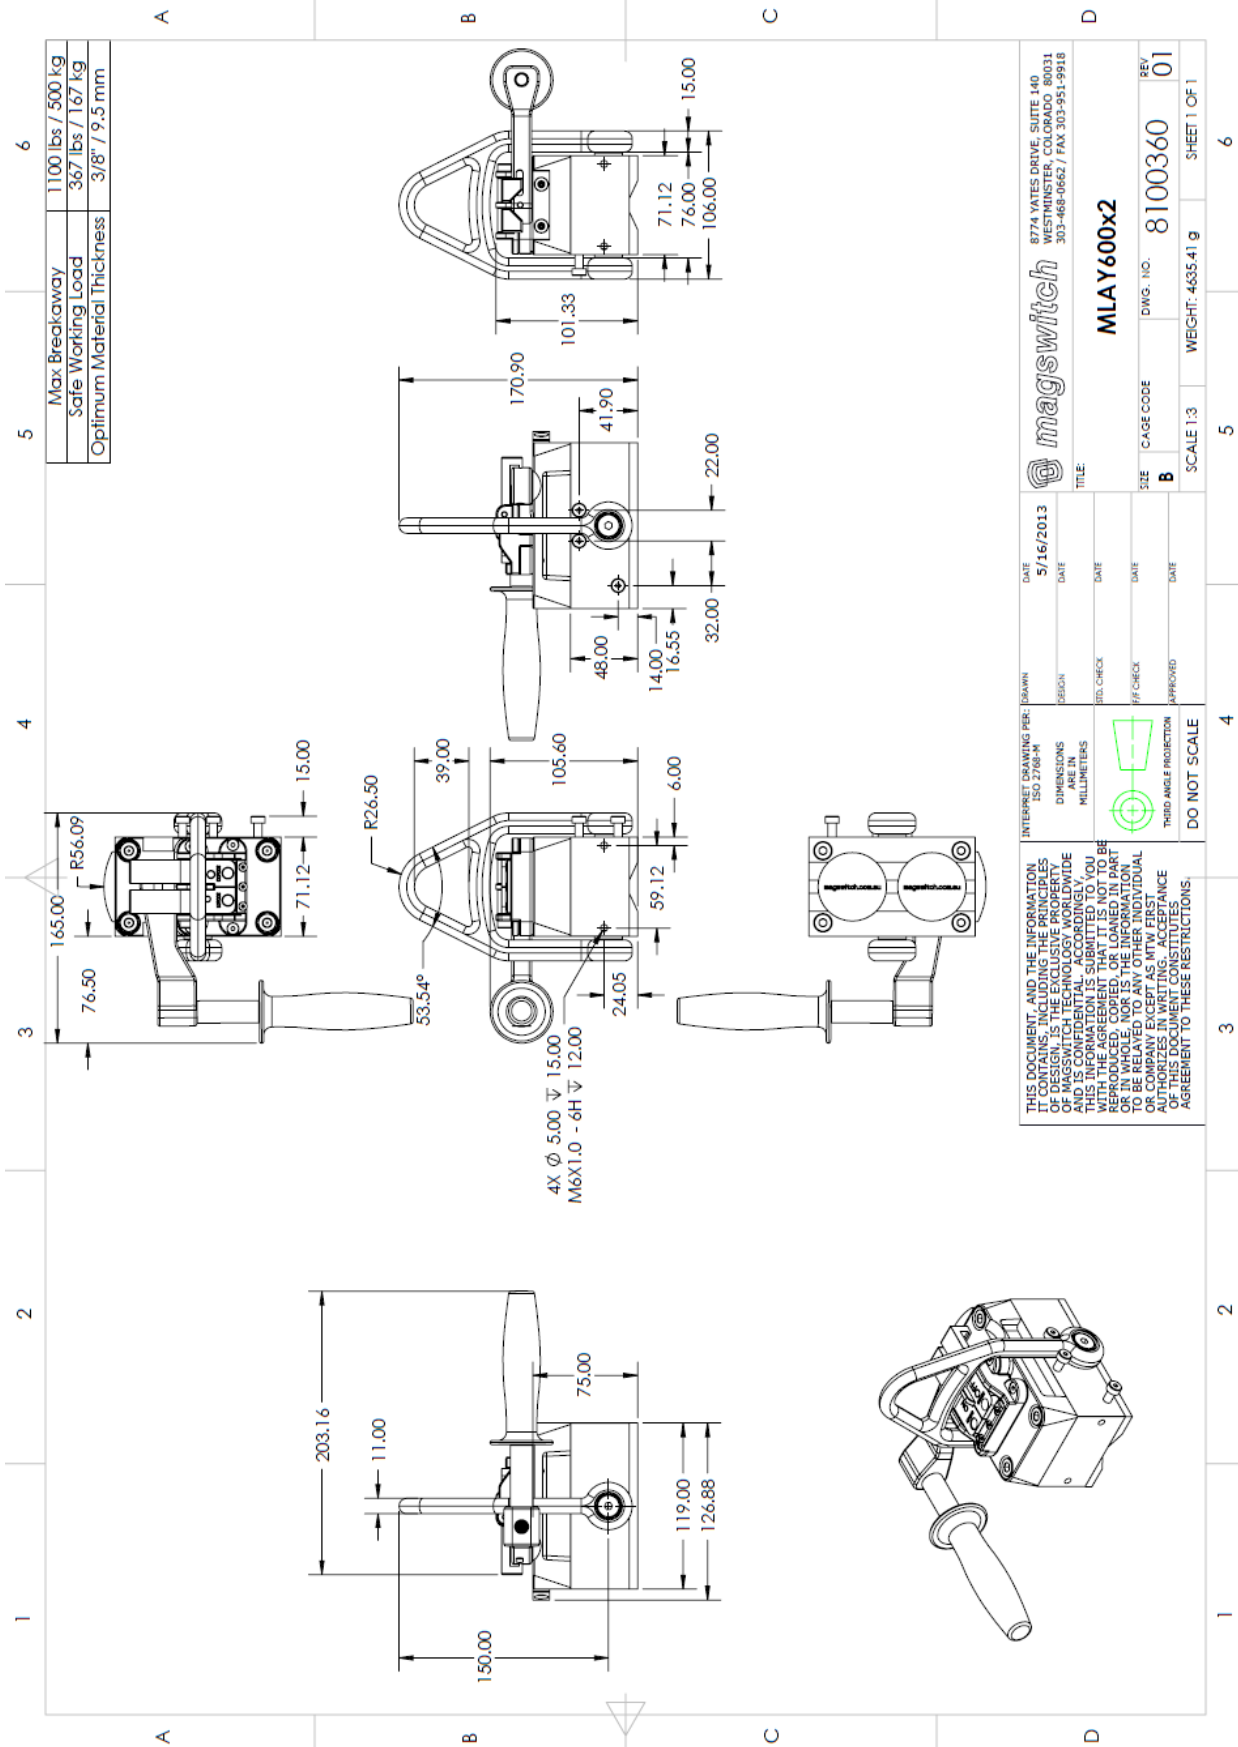 6
5
4
3
2
1
A
B
C
D
Max Breakaway 1100 lbs / 500 kg
Safe Working Load 367 lbs / 167 kg
Optimum Material Thickness 3/8" / 9.5 mm
165.00
76.50
R56.09
71.12
15.00
203.16
11.00
150.00
75.00
119.00
126.88
R26.50
39.00
53.54°
105.60
6.00
59.12
24.05
4X Ø 5.00 ↧ 15.00
M6X1.0 - 6H ↧ 12.00
170.90
41.90
22.00
32.00
48.00
14.00
16.55
101.33
71.12
76.00
106.00
15.00
magswitch.com.au
magswitch.com.au
THIS DOCUMENT, AND THE INFORMATION
IT CONTAINS, INCLUDING THE PRINCIPLES
OF DESIGN, IS THE EXCLUSIVE PROPERTY
OF MAGSWITCH TECHNOLOGY WORLDWIDE
AND IS CONFIDENTIAL. ACCORDINGLY,
THIS INFORMATION IS SUBMITTED TO YOU
WITH THE AGREEMENT THAT IT IS NOT TO BE
REPRODUCED, COPIED, OR LOANED IN PART
OR IN WHOLE, NOR IS THE INFORMATION
TO BE RELAYED TO ANY OTHER INDIVIDUAL
OR COMPANY EXCEPT AS MTW FIRST
AUTHORIZES IN WRITING. ACCEPTANCE
OF THIS DOCUMENT CONSTITUTES
AGREEMENT TO THESE RESTRICTIONS.
INTERPRET DRAWING PER:
ISO 2768-M
DIMENSIONS
ARE IN
MILLIMETERS
THIRD ANGLE PROJECTION
DO NOT SCALE
DRAWN DATE
5/16/2013
DESIGN DATE
STD. CHECK DATE
F/F CHECK DATE
APPROVED DATE
magswitch
8774 YATES DRIVE, SUITE 140
WESTMINSTER, COLORADO 80031
303-468-0662 / FAX 303-951-9918
TITLE:
MLAY600x2
SIZE
B
CAGE CODE
DWG. NO.
8100360
REV
01
SCALE 1:3
WEIGHT: 4635.41 g
SHEET 1 OF 1
1
2
3
4
5
6
A
B
C
D